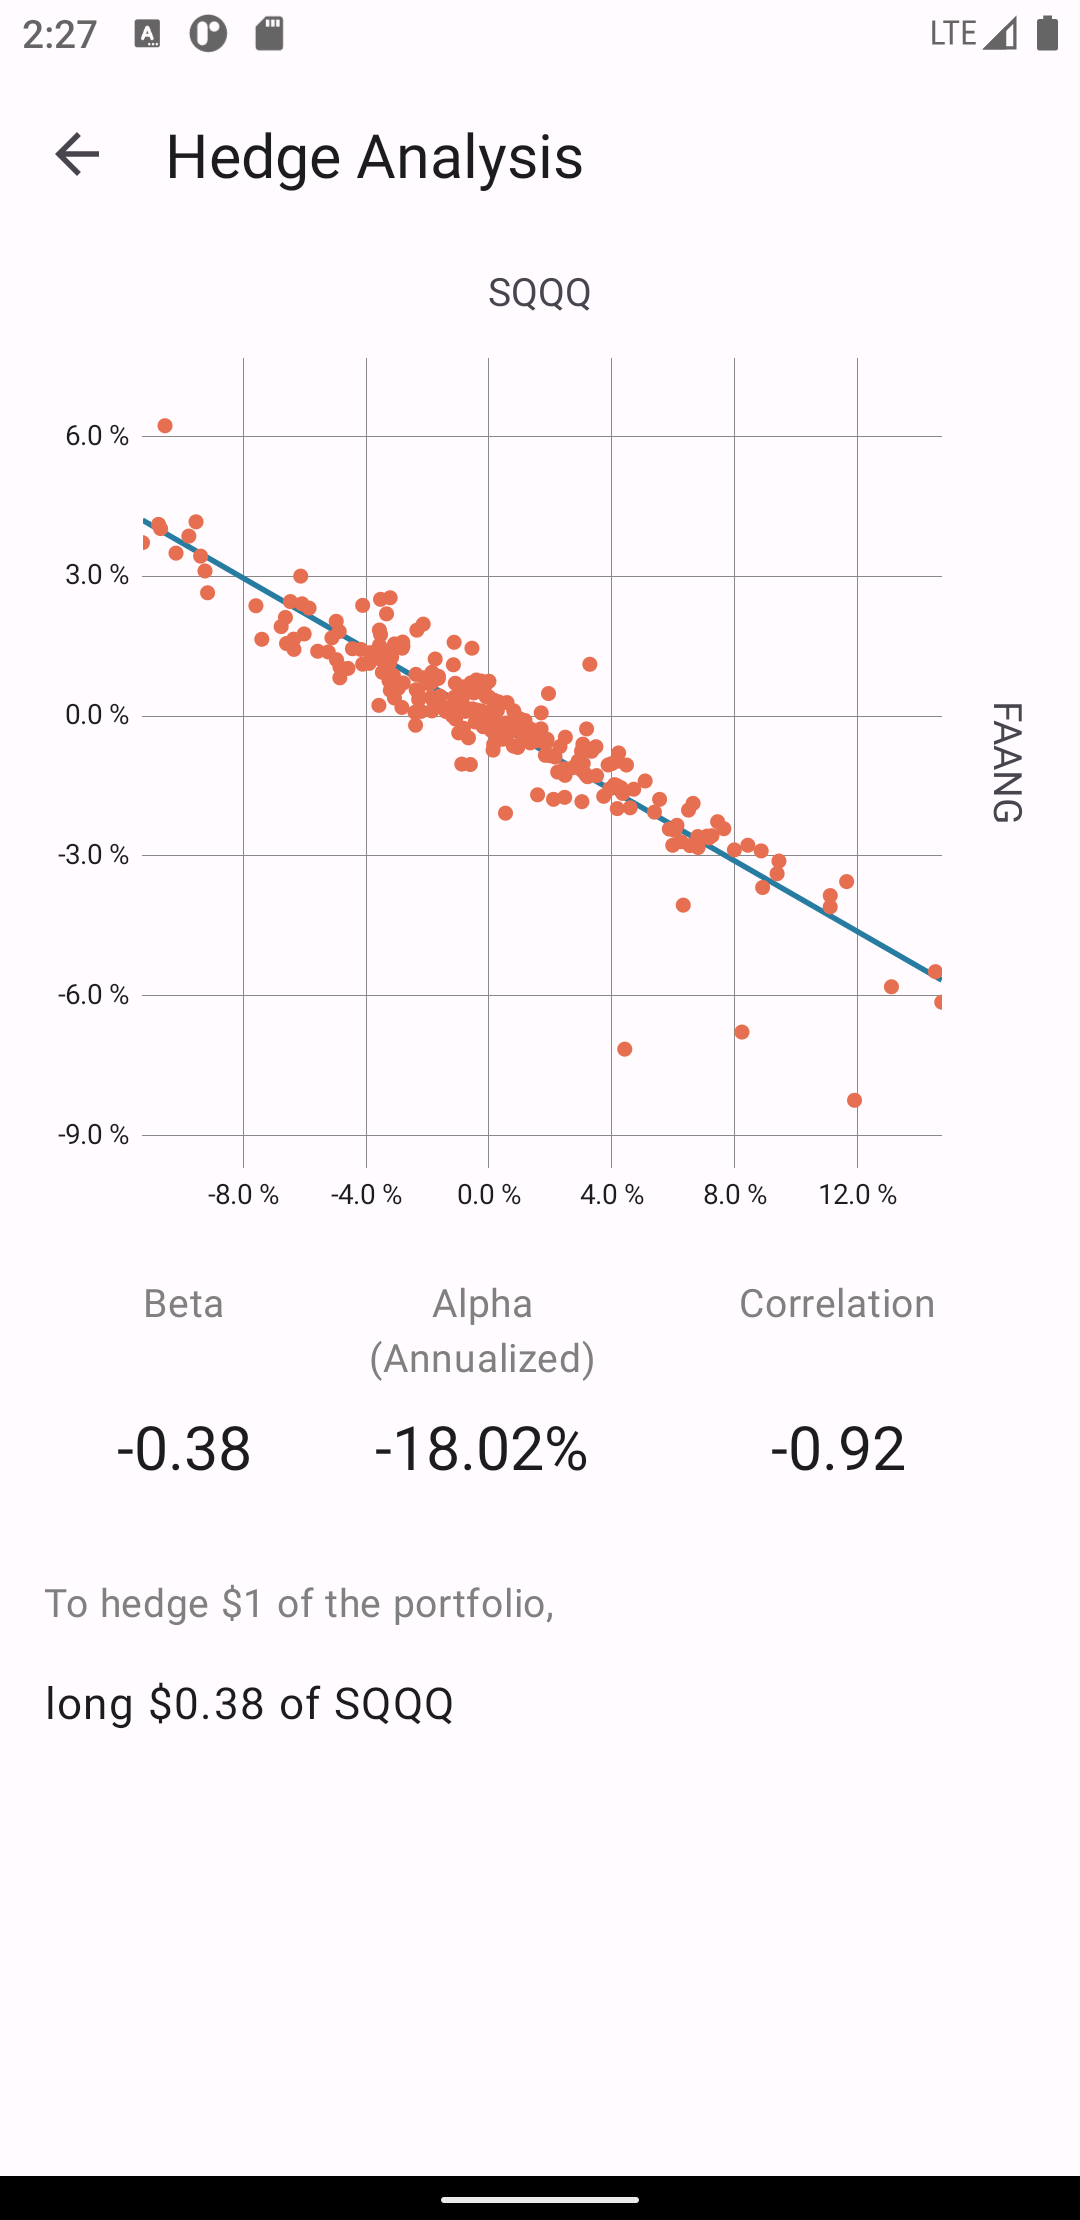 2:27
A
LTE
Hedge Analysis
SQQQ
6.0 %
3.0 %
0.0 %
-3.0 %
-6.0 %
-9.0 %
FAANG
-8.0 %
-4.0 %
0.0 %
4.0 %
8.0 %
12.0 %
Beta
Alpha
(Annualized)
Correlation
-0.38
-18.02%
-0.92
To hedge $1 of the portfolio,
long $0.38 of SQQQ